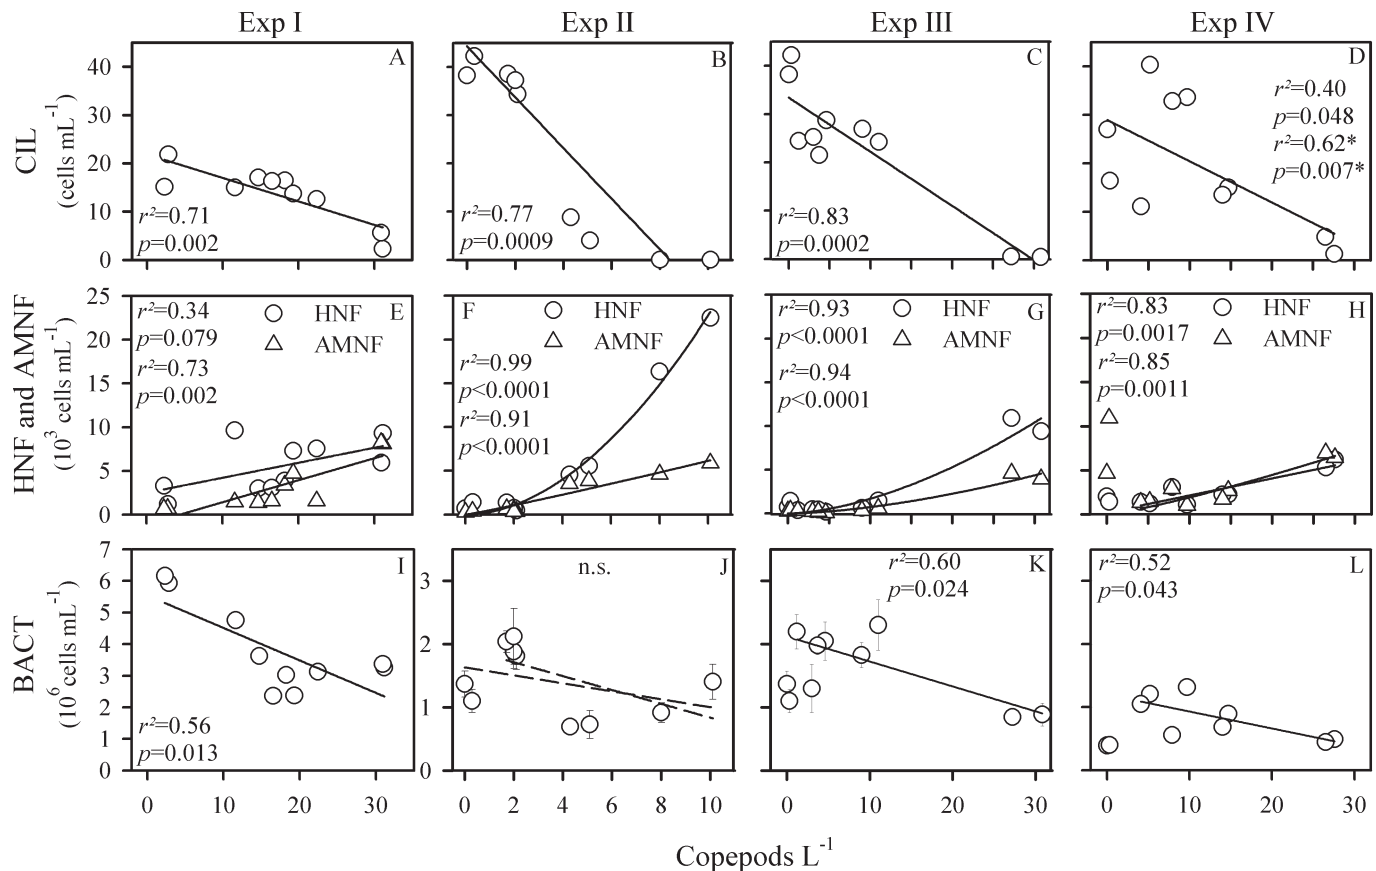 Exp I
Exp II
Exp III
Exp IV
CIL
(cells mL⁻¹)
40
30
20
10
0
A
r²=0.71
p=0.002
B
r²=0.77
p=0.0009
C
r²=0.83
p=0.0002
D
r²=0.40
p=0.048
r²=0.62*
p=0.007*
HNF and AMNF
(10³ cells mL⁻¹)
25
20
15
10
5
0
r²=0.34
p=0.079
r²=0.73
p=0.002
HNF
AMNF
E
F
HNF
AMNF
r²=0.99
p<0.0001
r²=0.91
p<0.0001
r²=0.93
p<0.0001
r²=0.94
p<0.0001
HNF
AMNF
G
r²=0.83
p=0.0017
r²=0.85
p=0.0011
HNF
AMNF
H
BACT
(10⁶ cells mL⁻¹)
7
6
5
4
3
2
1
0
I
r²=0.56
p=0.013
3
2
1
0
n.s.
J
r²=0.60
p=0.024
K
r²=0.52
p=0.043
L
0 10 20 30
0 2 4 6 8 10
0 10 20 30
0 10 20 30
Copepods L⁻¹